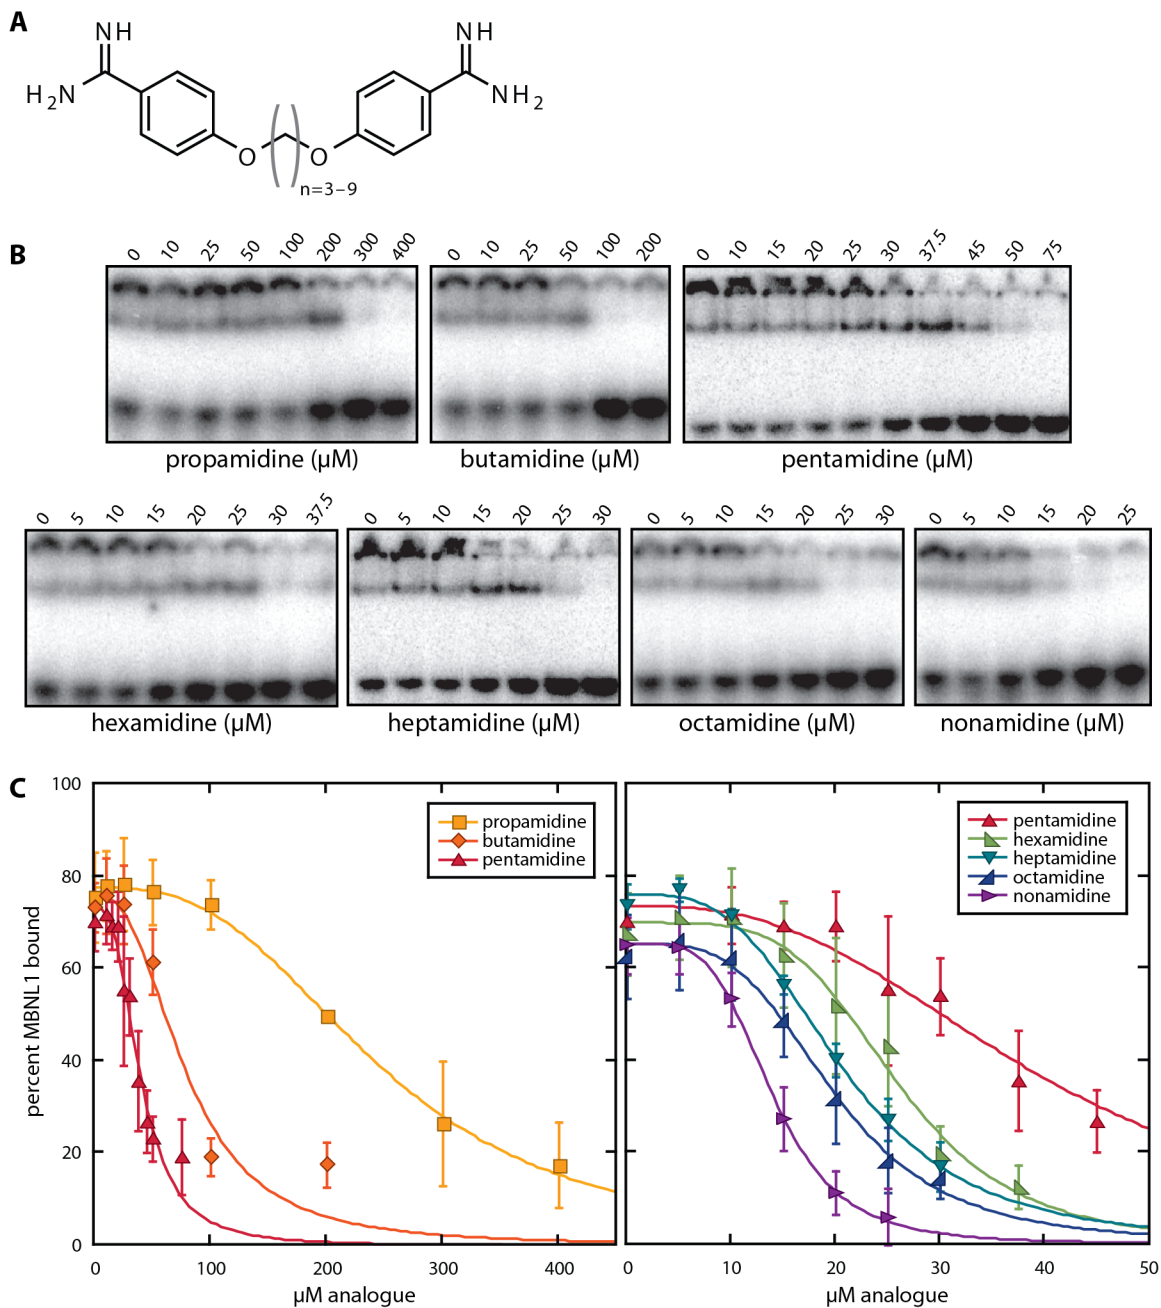 A
NH
NH
H2N
NH2
O
O
n=3–9
B
0 10 25 50 100 200 300 400
0 10 25 50 100 200
0 10 15 20 25 30 37.5 45 50 75
propamidine (µM)
butamidine (µM)
pentamidine (µM)
0 5 10 15 20 25 30 37.5
0 5 10 15 20 25 30
0 5 10 15 20 25 30
0 5 10 15 20 25
hexamidine (µM)
heptamidine (µM)
octamidine (µM)
nonamidine (µM)
C
percent MBNL1 bound
100
80
60
40
20
0
propamidine
butamidine
pentamidine
0 100 200 300 400
µM analogue
pentamidine
hexamidine
heptamidine
octamidine
nonamidine
0 10 20 30 40 50
µM analogue